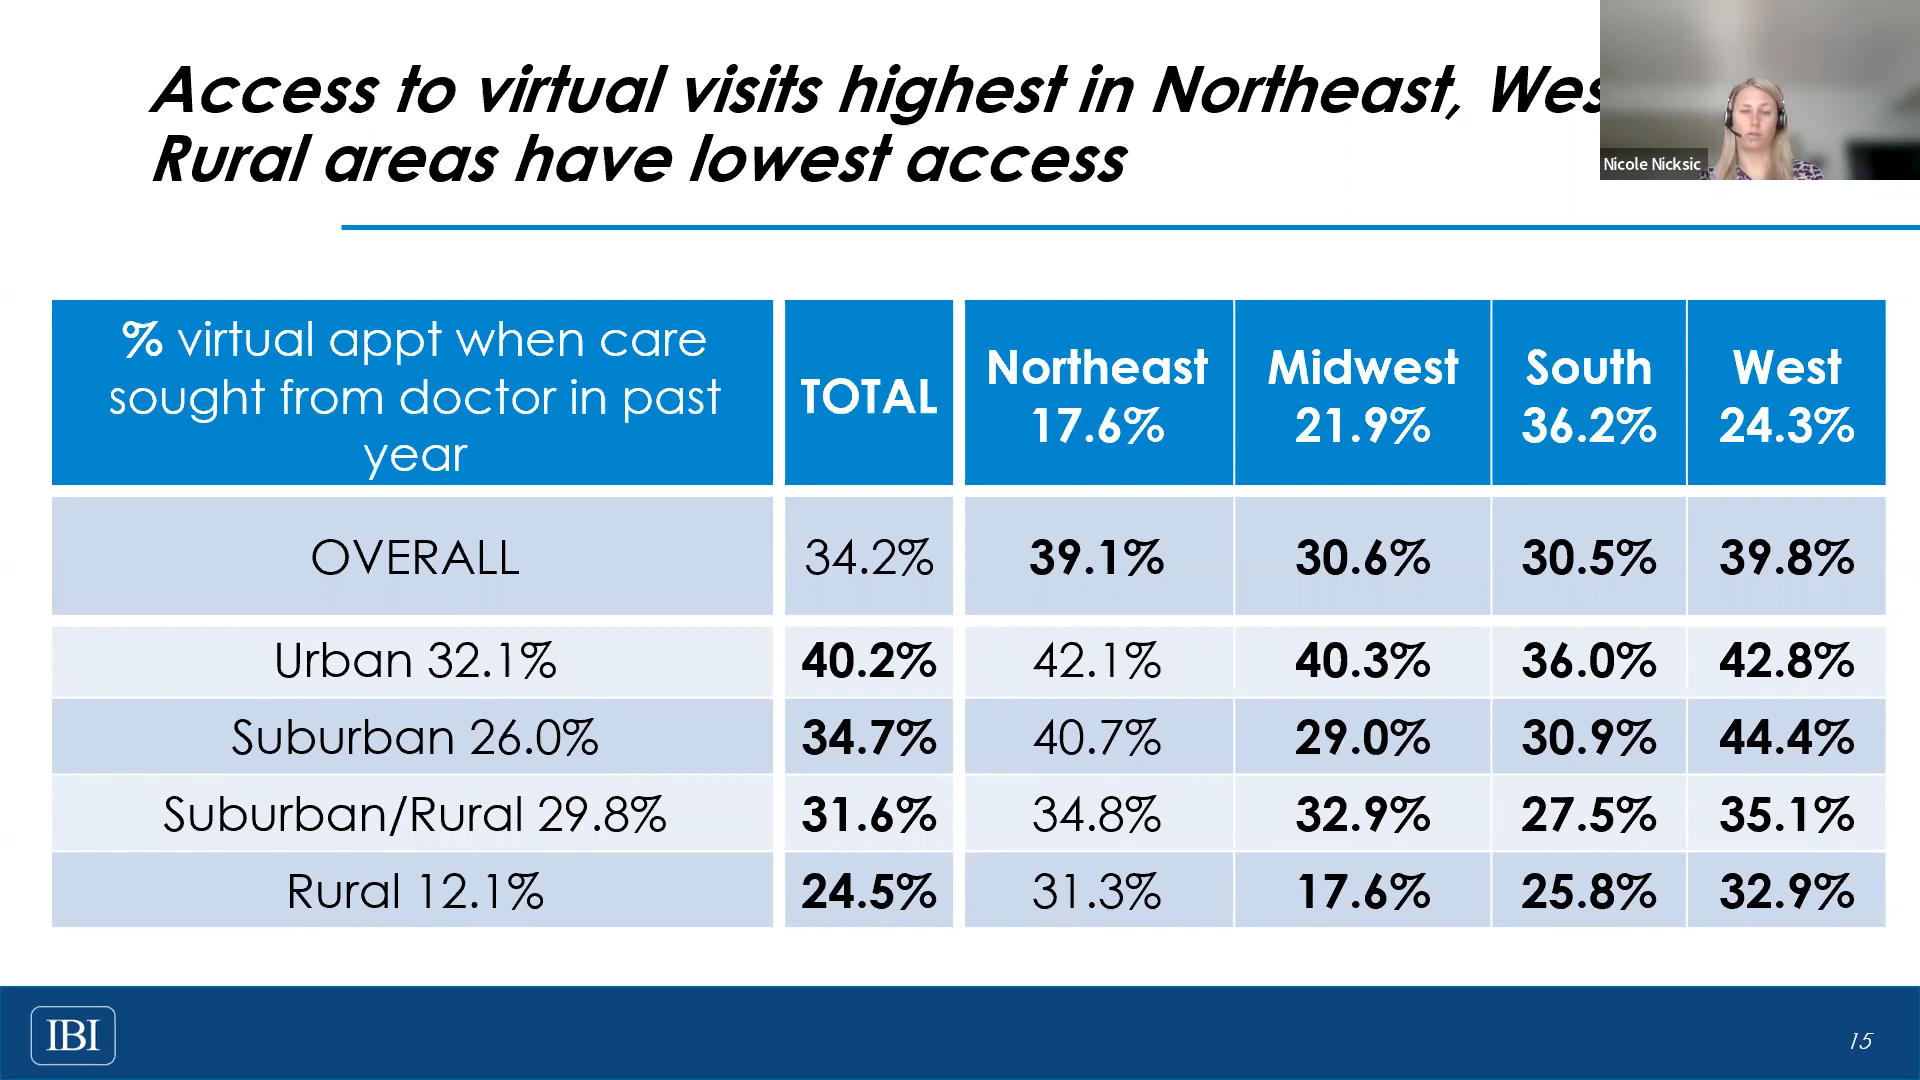 Access to virtual visits highest in Northeast, Wes
Rural areas have lowest access
Nicole Nicksic
% virtual appt when care
sought from doctor in past
year
TOTAL
Northeast
17.6%
Midwest
21.9%
South
36.2%
West
24.3%
OVERALL 34.2% 39.1% 30.6% 30.5% 39.8%
Urban 32.1% 40.2% 42.1% 40.3% 36.0% 42.8%
Suburban 26.0% 34.7% 40.7% 29.0% 30.9% 44.4%
Suburban/Rural 29.8% 31.6% 34.8% 32.9% 27.5% 35.1%
Rural 12.1% 24.5% 31.3% 17.6% 25.8% 32.9%
IBI
15